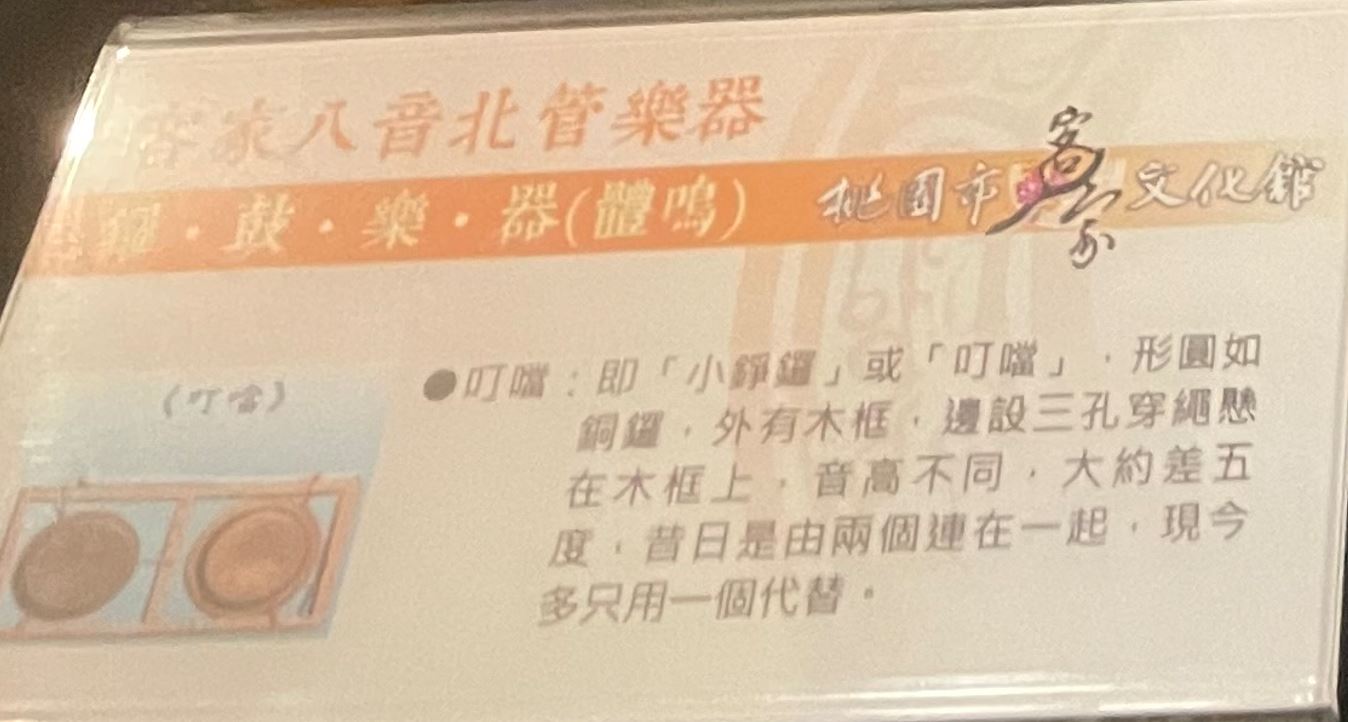 客家八音北管樂器
鑼·鼓·樂·器(體鳴)
桃園市客家文化館
(叮噹)
●叮噹：即「小錚鑼」或「叮噹」，形圓如
銅鑼，外有木框，邊設三孔穿繩懸
在木框上，音高不同，大約差五
度，昔日是由兩個連在一起，現今
多只用一個代替。